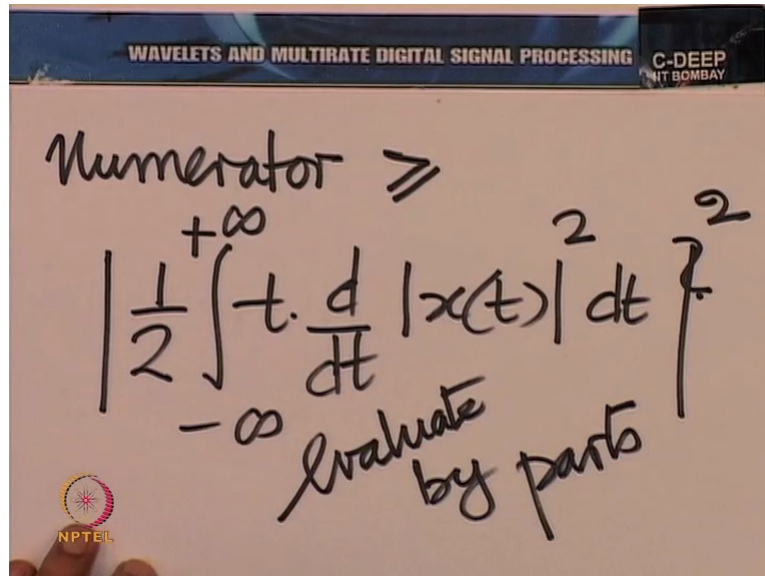 WAVELETS AND MULTIRATE DIGITAL SIGNAL PROCESSING
C-DEEP
IIT BOMBAY
Numerator ≥
| 1/2 ∫_{-∞}^{+∞} t. d/dt |x(t)|^2 dt |^2
evaluate
by parts
NPTEL